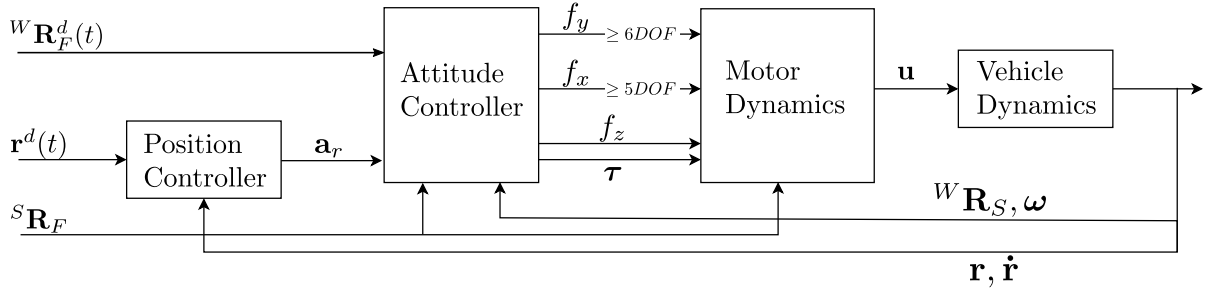 ^W R_F^d(t)
Attitude
Controller
f_y ≥ 6DOF
f_x ≥ 5DOF
f_z
τ
Motor
Dynamics
u
Vehicle
Dynamics
r^d(t)
Position
Controller
a_r
^S R_F
^W R_S, ω
r, ṙ